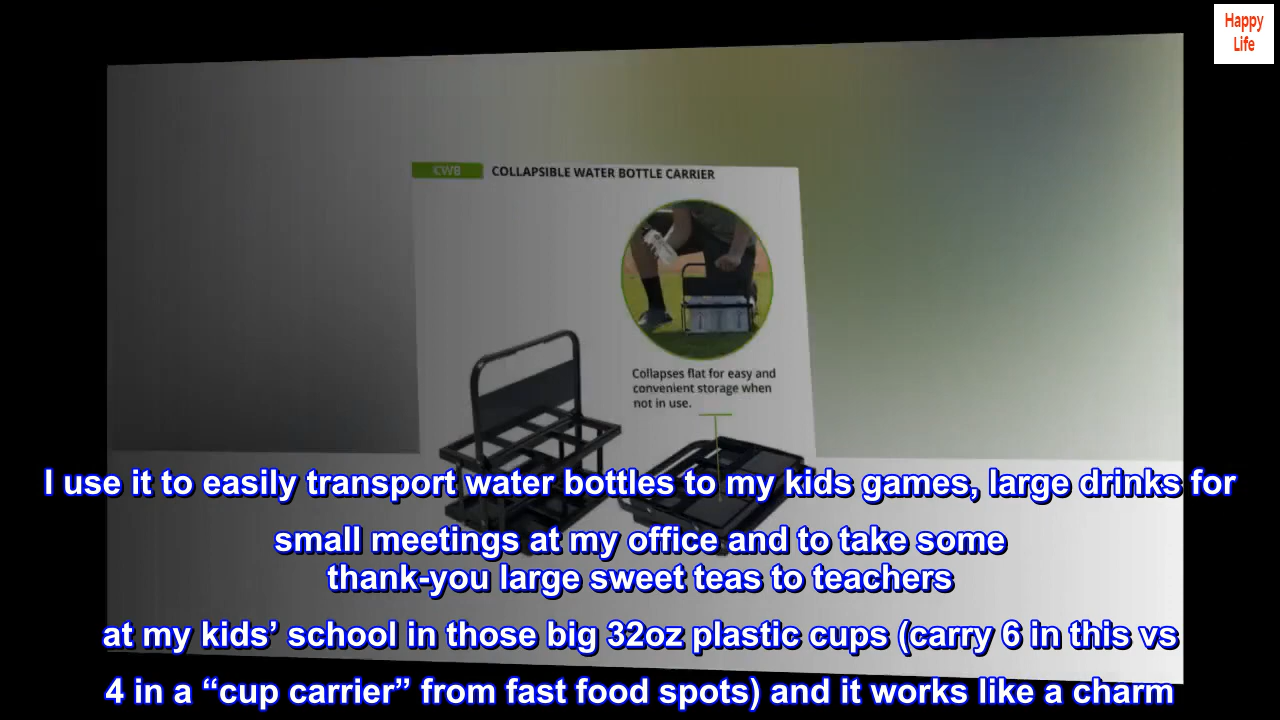 Happy
Life
CWB
COLLAPSIBLE WATER BOTTLE CARRIER
Collapses flat for easy and
convenient storage when
not in use.
I use it to easily transport water bottles to my kids games, large drinks for
small meetings at my office and to take some
thank-you large sweet teas to teachers
at my kids’ school in those big 32oz plastic cups (carry 6 in this vs
4 in a “cup carrier” from fast food spots) and it works like a charm